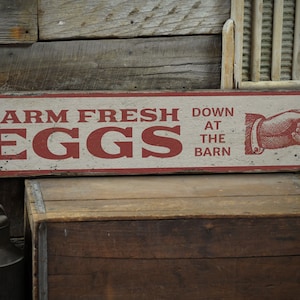 ARM FRESH
EGGS
DOWN
AT
THE
BARN